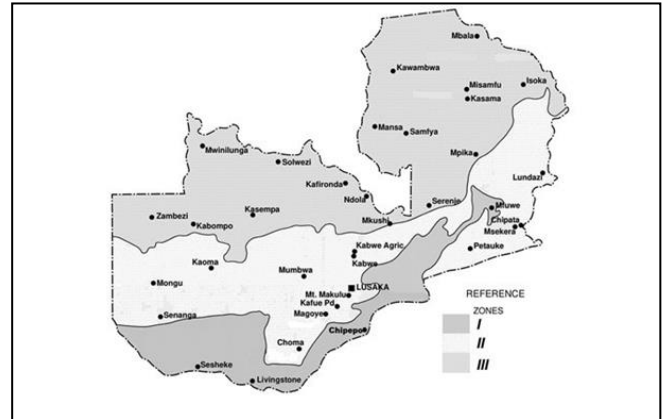 Mbala
Kawambwa
Isoka
Misamfu
Kasama
Mansa
Samfya
Mwinilunga
Mpika
Solwezi
Lundazi
Kafironda
Ndola
Serenje
Mfuwe
Zambezi
Kasempa
Kabompo
Mkushi
Chipata
Msekera
Kabwe Agric.
Petauke
Kaoma
Kabwe
Mumbwa
Mongu
LUSAKA
Mt. Makulu
Kafue Pd
Magoye
Senanga
Chipepo
Choma
Sesheke
Livingstone
REFERENCE
ZONES
I
II
III